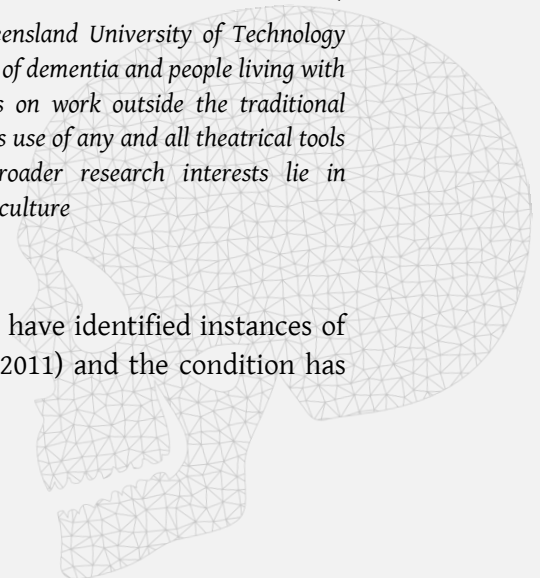 eensland University of Technology
of dementia and people living with
s on work outside the traditional
s use of any and all theatrical tools
roader research interests lie in
culture
have identified instances of
2011) and the condition has